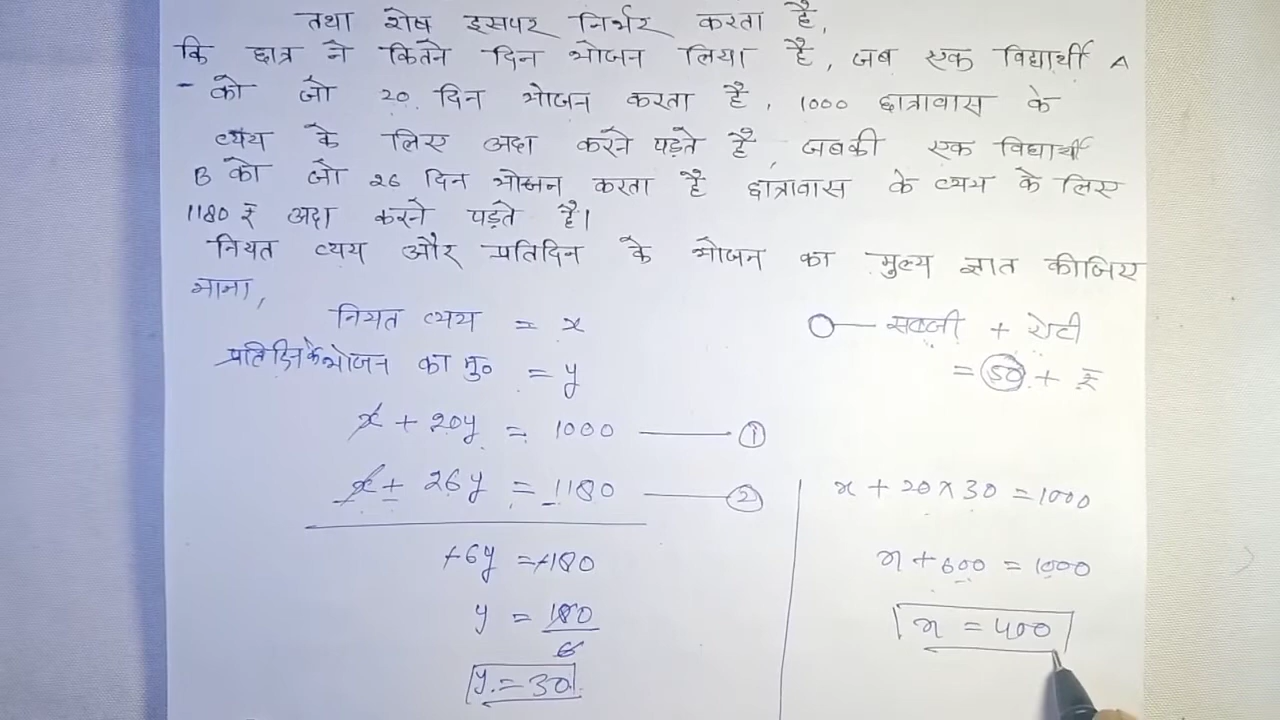 तथा शेष इसपर निर्भर करता है,
कि छात्र ने कितने दिन भोजन लिया है, जब एक विद्यार्थी A
- को जो 20 दिन भोजन करता है, 1000 छात्रावास के
व्यय के लिए अदा करने पड़ते है, जबकी एक विद्यार्थी
B को जो 26 दिन भोजन करता है छात्रावास के व्यय के लिए
1180 ₹ अदा करने पड़ते है।
नियत व्यय और प्रतिदिन के भोजन का मुल्य ज्ञात कीजिए
माना,
नियत व्यय = x
प्रतिदिन के भोजन का मु० = y
x + 20y = 1000 ——— ①
x + 26y = 1180 ——— ②
+6y = +180
y = 180/6
y = 30
सब्जी + रोटी
= 50 + ₹
x + 20 × 30 = 1000
x + 600 = 1000
x = 400